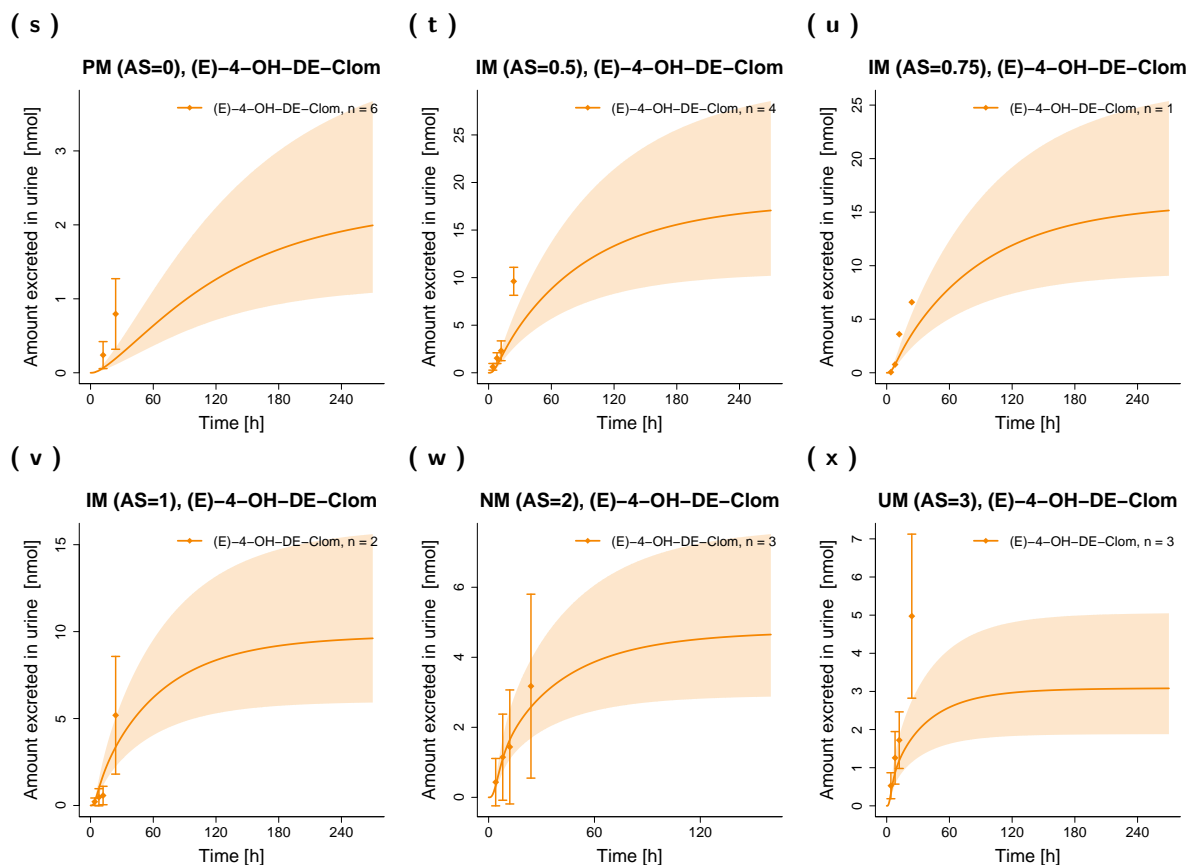 ( s )
PM (AS=0), (E)−4−OH−DE−Clom
(E)−4−OH−DE−Clom, n = 6
Amount excreted in urine [nmol]
3
2
1
0
0 60 120 180 240
Time [h]
( t )
IM (AS=0.5), (E)−4−OH−DE−Clom
(E)−4−OH−DE−Clom, n = 4
Amount excreted in urine [nmol]
25
20
15
10
5
0
0 60 120 180 240
Time [h]
( u )
IM (AS=0.75), (E)−4−OH−DE−Clom
(E)−4−OH−DE−Clom, n = 1
Amount excreted in urine [nmol]
25
20
15
10
5
0
0 60 120 180 240
Time [h]
( v )
IM (AS=1), (E)−4−OH−DE−Clom
(E)−4−OH−DE−Clom, n = 2
Amount excreted in urine [nmol]
15
10
5
0
0 60 120 180 240
Time [h]
( w )
NM (AS=2), (E)−4−OH−DE−Clom
(E)−4−OH−DE−Clom, n = 3
Amount excreted in urine [nmol]
6
4
2
0
0 60 120
Time [h]
( x )
UM (AS=3), (E)−4−OH−DE−Clom
(E)−4−OH−DE−Clom, n = 3
Amount excreted in urine [nmol]
7
6
5
4
3
2
1
0
0 60 120 180 240
Time [h]